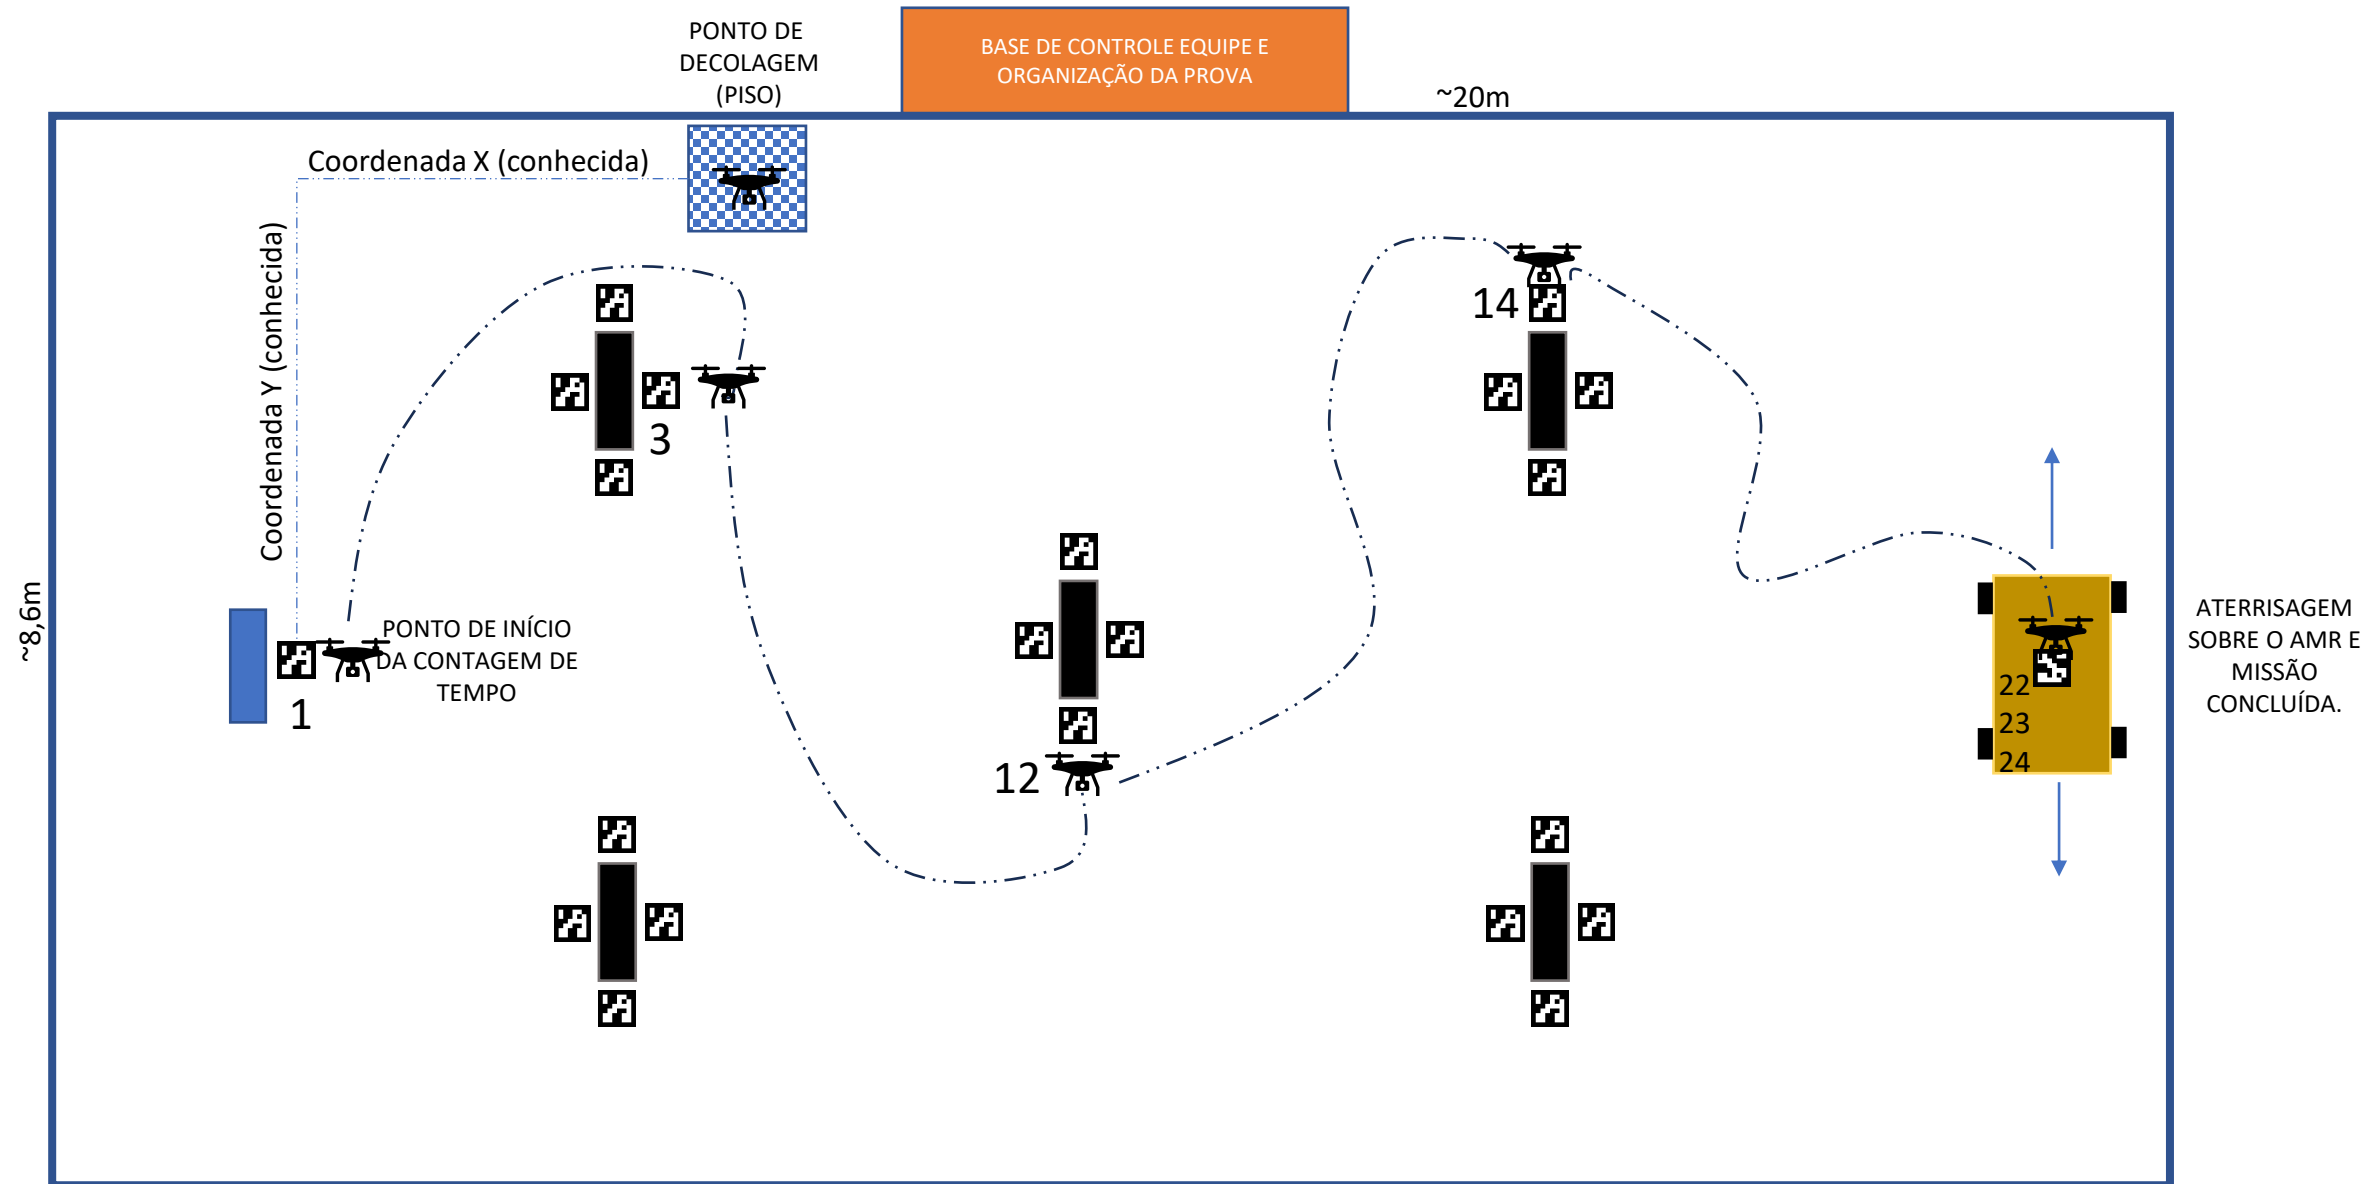 PONTO DE
DECOLAGEM
(PISO)
BASE DE CONTROLE EQUIPE E
ORGANIZAÇÃO DA PROVA
~20m
Coordenada X (conhecida)
Coordenada Y (conhecida)
14
3
~8,6m
PONTO DE INÍCIO
DA CONTAGEM DE
TEMPO
1
12
22
23
24
ATERRISAGEM
SOBRE O AMR E
MISSÃO
CONCLUÍDA.